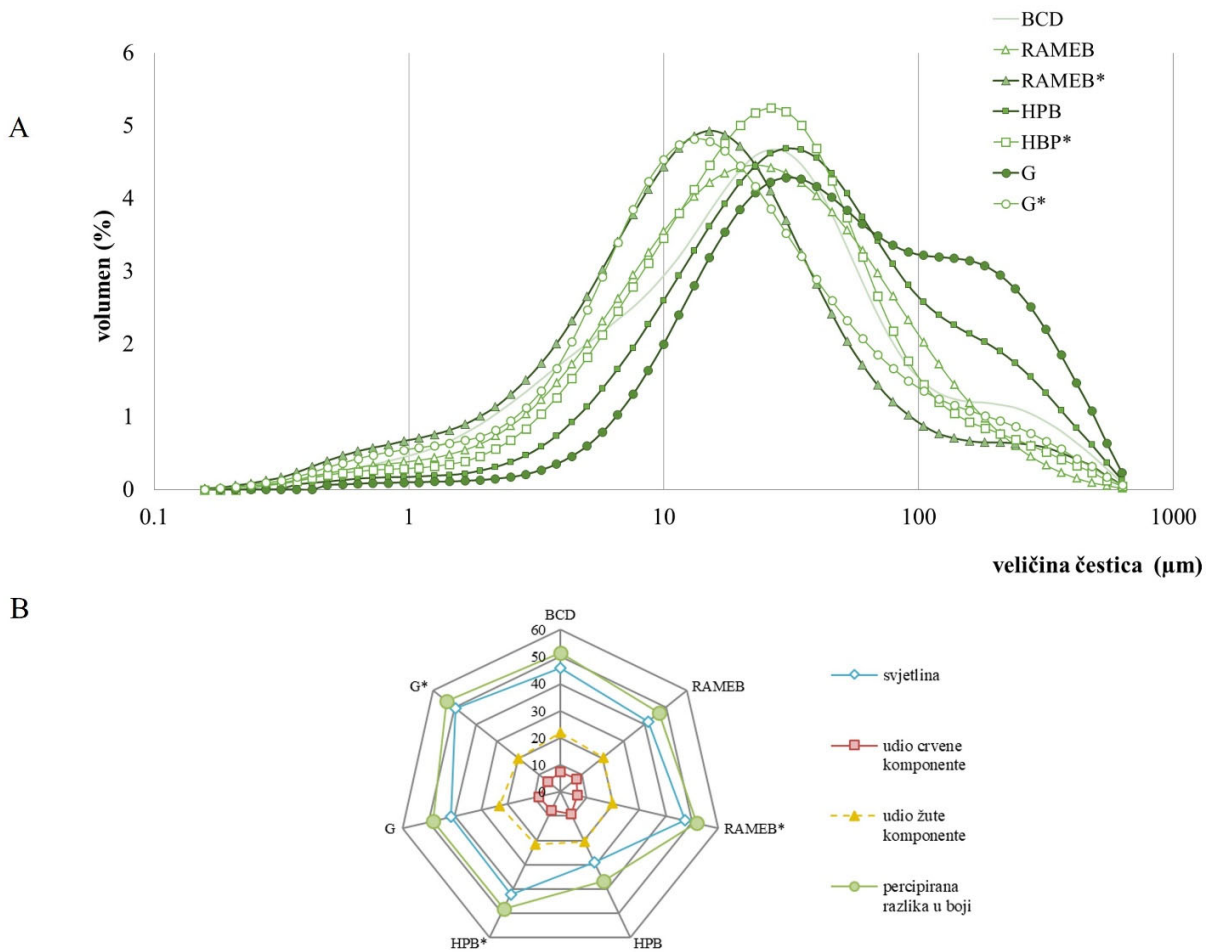 A
BCD
RAMEB
RAMEB*
HPB
HBP*
G
G*
volumen (%)
6
5
4
3
2
1
0
0.1
1
10
100
1000
veličina čestica (µm)
B
BCD
RAMEB
RAMEB*
HPB
HPB*
G
G*
60
50
40
30
20
10
0
svjetlina
udio crvene
komponente
udio žute
komponente
percipirana
razlika u boji